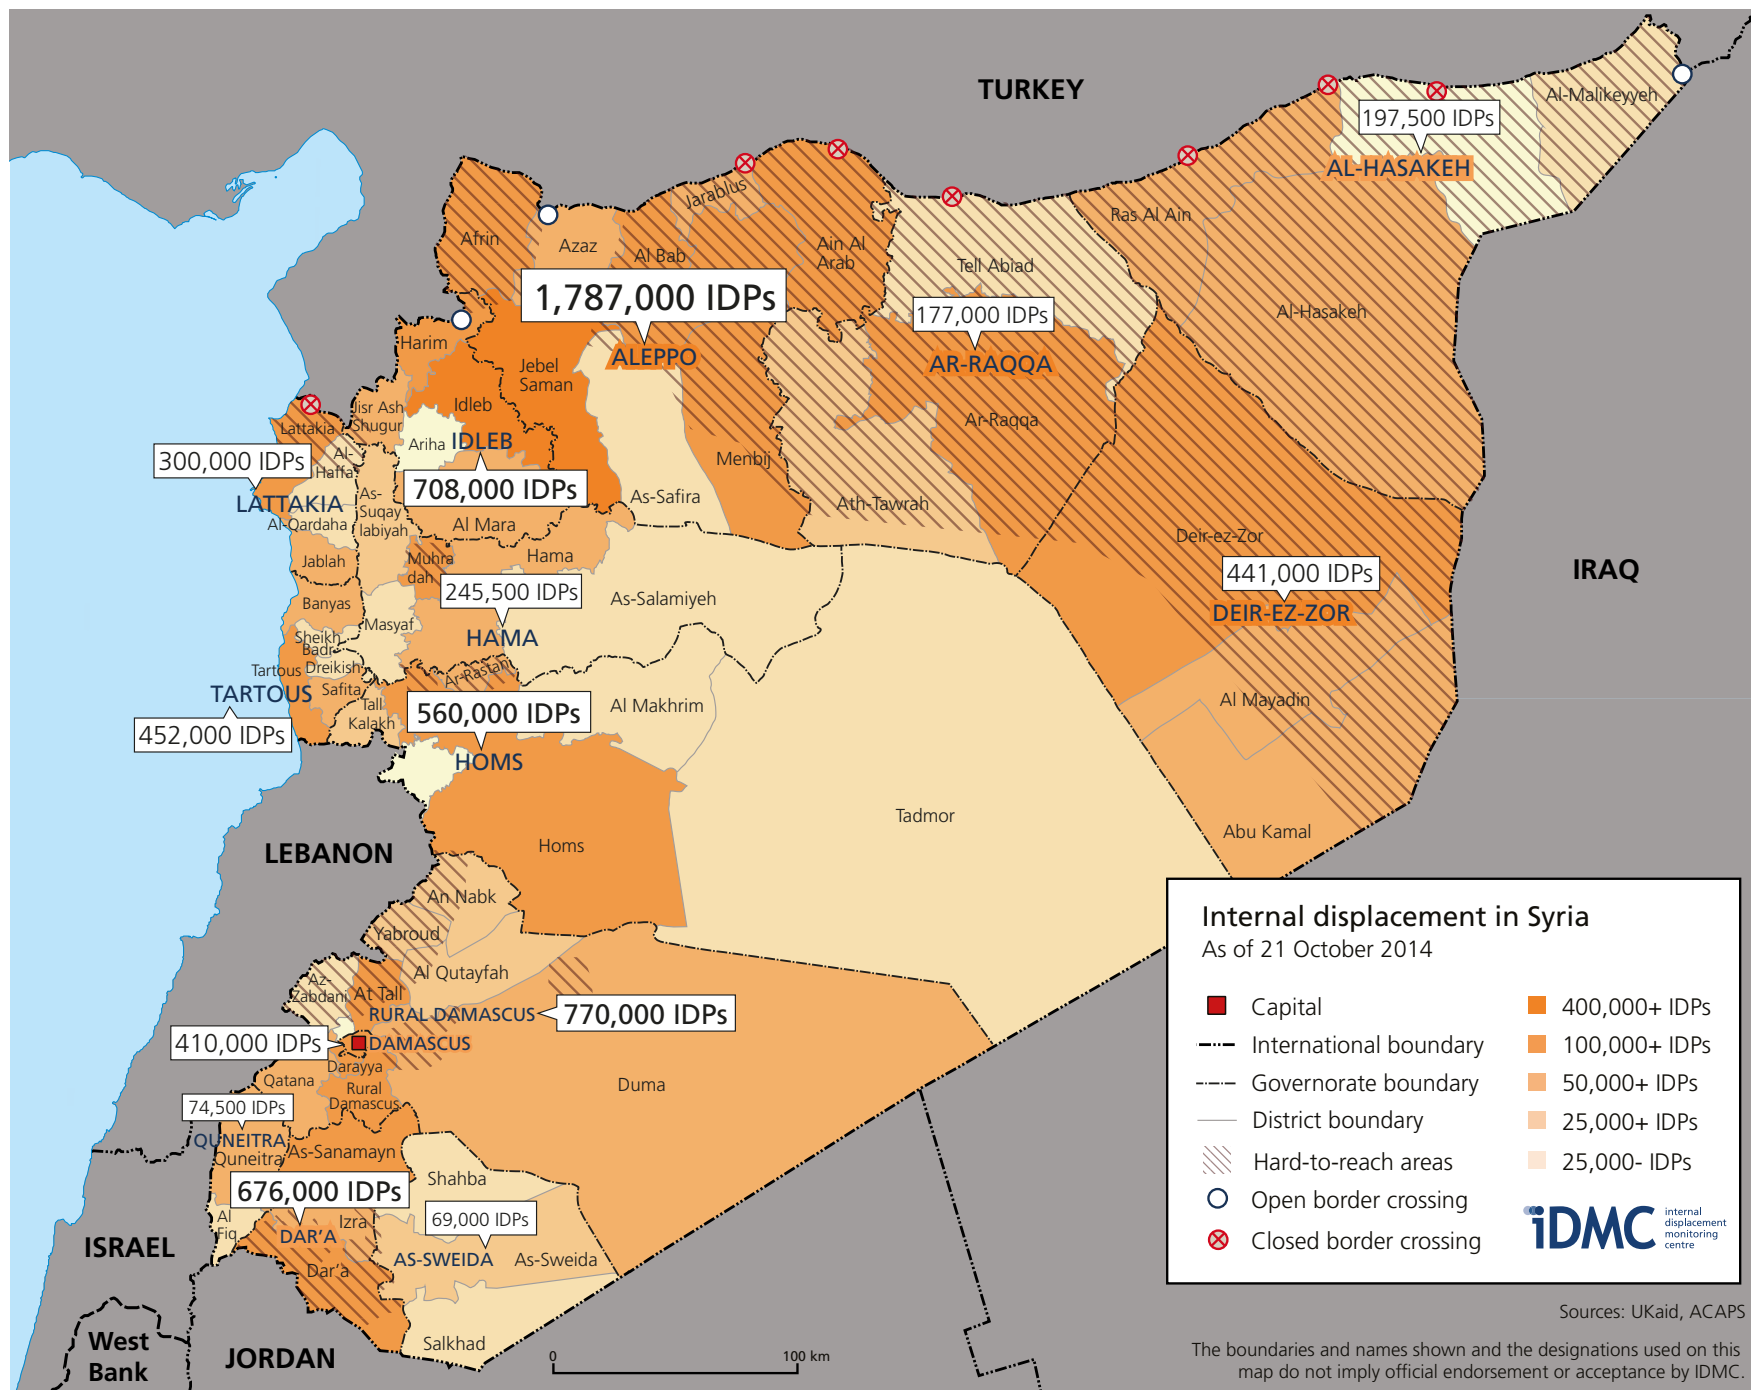 TURKEY
Al-Malikeyyeh
197,500 IDPs
AL-HASAKEH
Jarablus
Ras Al Ain
Afrin
Azaz
Al Bab
Ain Al
Arab
Tell Abiad
1,787,000 IDPs
177,000 IDPs
Al-Hasakeh
Harim
ALEPPO
AR-RAQQA
Jebel
Saman
Idleb
Jisr Ash
Shugur
Lattakia
Ariha
IDLEB
Ar-Raqqa
Al-
Haffa
300,000 IDPs
Menbij
708,000 IDPs
As-Safira
Ath-Tawrah
LATTAKIA
As-
Suqay
labiyah
Al-Qardaha
Al Mara
Deir-ez-Zor
Jablah
Muhra
dah
Hama
IRAQ
441,000 IDPs
245,500 IDPs
DEIR-EZ-ZOR
As-Salamiyeh
Banyas
Masyaf
HAMA
Sheikh
Badr
Tartous
Dreikish
Ar-Rastan
Safita
TARTOUS
Tall
Kalakh
560,000 IDPs
Al Makhrim
Al Mayadin
452,000 IDPs
HOMS
Tadmor
Abu Kamal
Homs
LEBANON
An Nabk
Yabroud
Al Qutayfah
Az-
Zabdani
At Tall
RURAL DAMASCUS
770,000 IDPs
410,000 IDPs
DAMASCUS
Darayya
Qatana
Rural
Damascus
Duma
74,500 IDPs
QUNEITRA
Quneitra
As-Sanamayn
Shahba
676,000 IDPs
Al
Fiq
Izra
DAR'A
69,000 IDPs
AS-SWEIDA
As-Sweida
ISRAEL
Dar'a
Salkhad
West
Bank
JORDAN
0
100 km
Internal displacement in Syria
As of 21 October 2014
Capital
International boundary
Governorate boundary
District boundary
Hard-to-reach areas
Open border crossing
Closed border crossing
400,000+ IDPs
100,000+ IDPs
50,000+ IDPs
25,000+ IDPs
25,000- IDPs
iDMC
internal
displacement
monitoring
centre
Sources: UKaid, ACAPS
The boundaries and names shown and the designations used on this
map do not imply official endorsement or acceptance by IDMC.